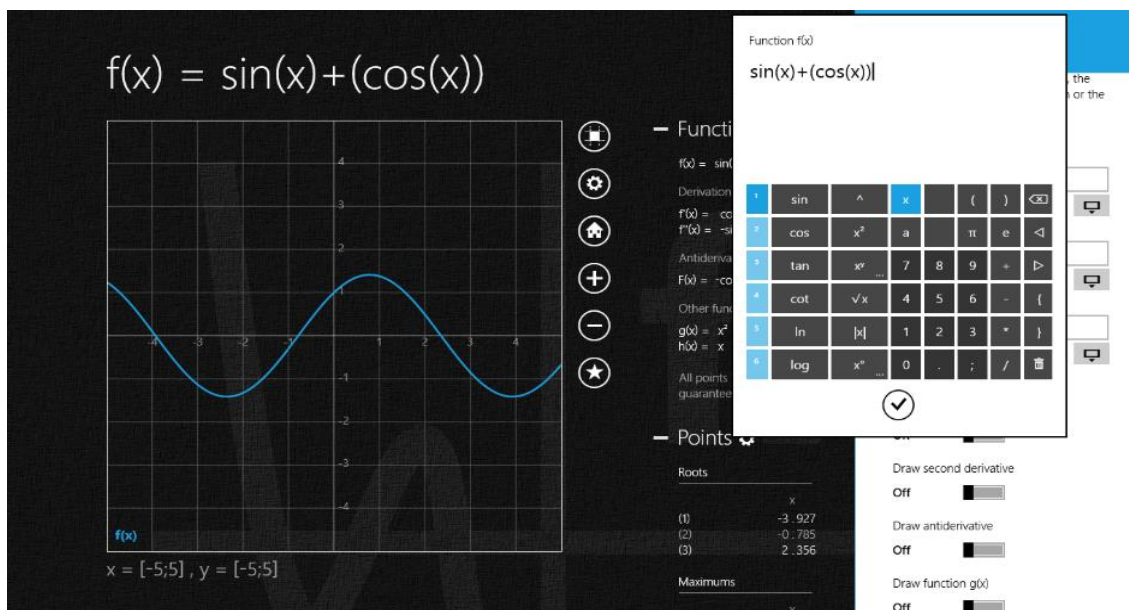 f(x) = sin(x)+(cos(x))
4
3
2
1
-4 -3 -2 -1 1 2 3 4
-1
-2
-3
-4
f(x)
x = [-5;5] , y = [-5;5]
Functi
f(x) = sin(
Derivation
f'(x) = co
f''(x) = -si
Antideriva
F(x) = -co
Other func
g(x) = x²
h(x) = x
All points
guarantee
Points
Roots
x
(1) -3.927
(2) -0.785
(3) 2.356
Maximums
x
Function f(x)
sin(x)+(cos(x))
1 sin ^ x ( )
2 cos x² a π e
3 tan xʸ ... 7 8 9 +
4 cot √x 4 5 6 - {
5 ln |x| 1 2 3 * }
6 log x° ... 0 . ; /
, the
or the
Draw second derivative
Off
Draw antiderivative
Off
Draw function g(x)
Off